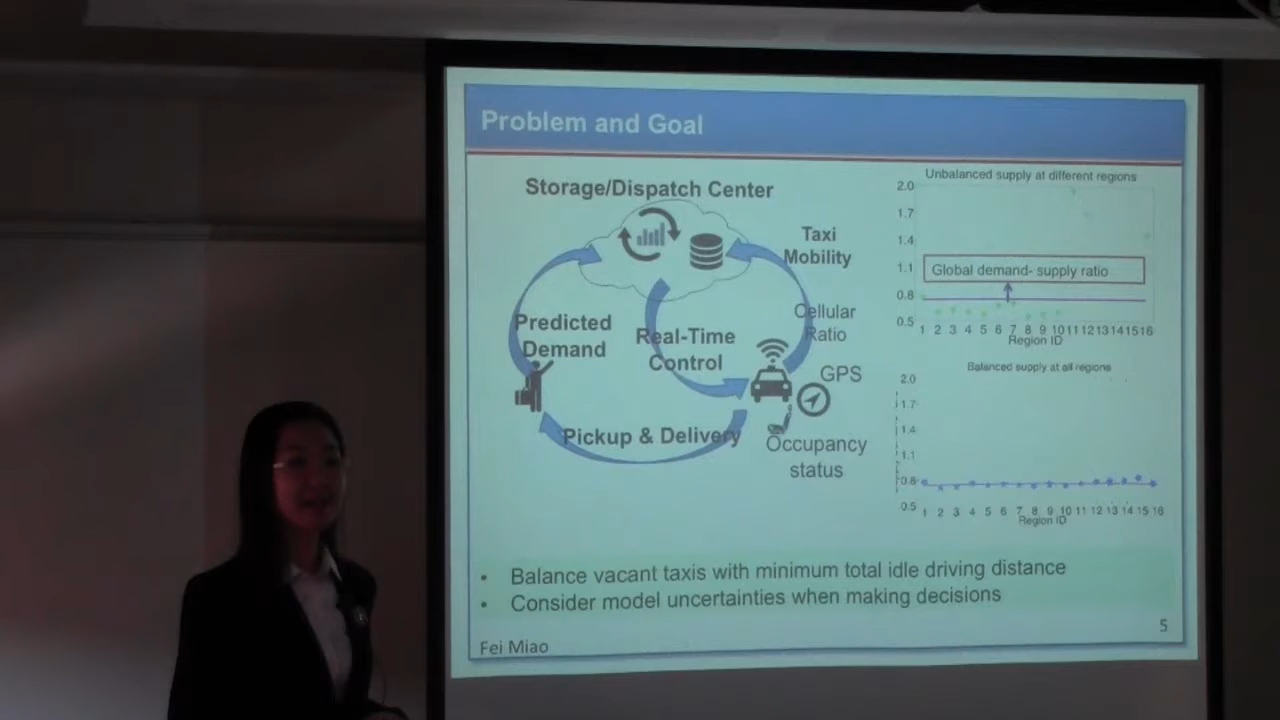 Problem and Goal
Storage/Dispatch Center
Taxi
Mobility
Cellular
Ratio
Predicted
Demand
Real-Time
Control
GPS
Pickup & Delivery
Occupancy
status
Unbalanced supply at different regions
2.0
1.7
1.4
1.1
0.8
0.5
Global demand- supply ratio
1 2 3 4 5 6 7 8 9 10 11 12 13 14 15 16
Region ID
Balanced supply at all regions
2.0
1.7
1.4
1.1
0.8
0.5
1 2 3 4 5 6 7 8 9 10 11 12 13 14 15 16
Region ID
• Balance vacant taxis with minimum total idle driving distance
• Consider model uncertainties when making decisions
5
Fei Miao